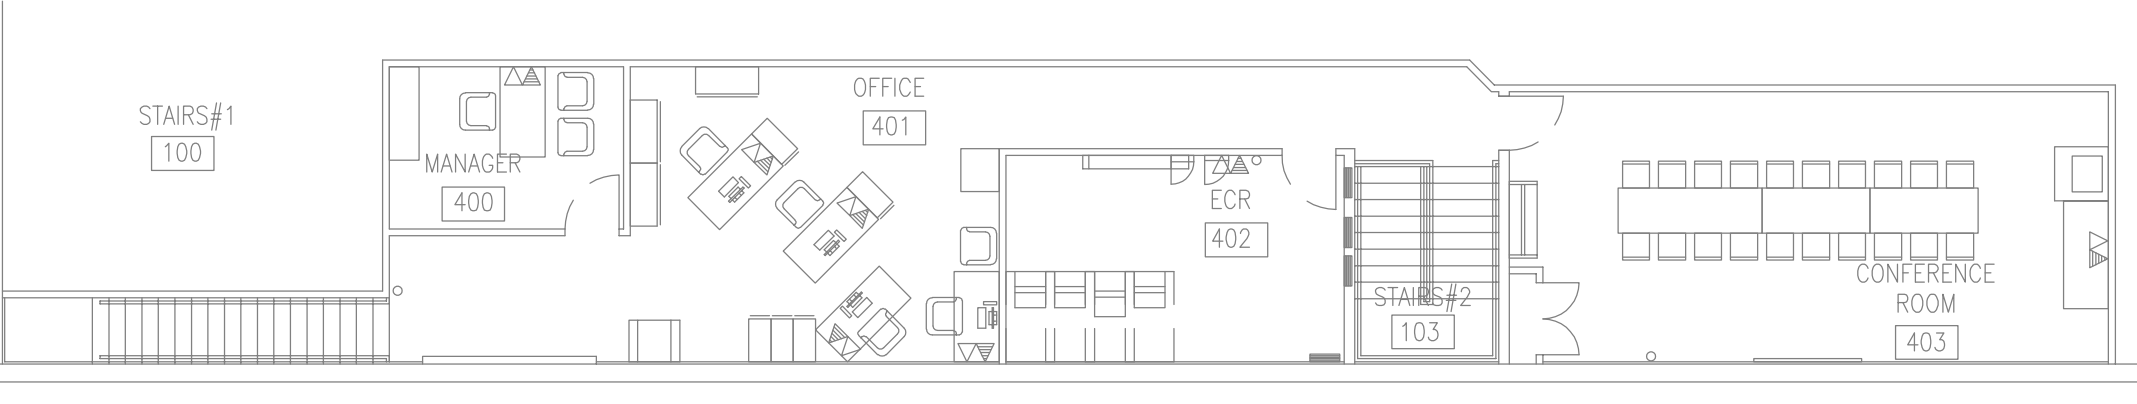 STAIRS#1
100
MANAGER
400
OFFICE
401
ECR
402
STAIRS#2
103
CONFERENCE
ROOM
403